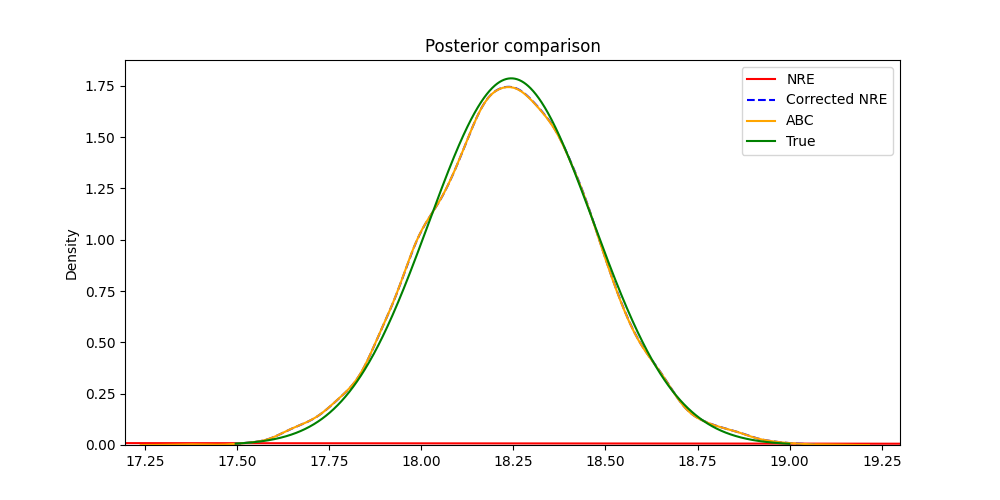 Posterior comparison
NRE
Corrected NRE
ABC
True
Density
1.75
1.50
1.25
1.00
0.75
0.50
0.25
0.00
17.25 17.50 17.75 18.00 18.25 18.50 18.75 19.00 19.25